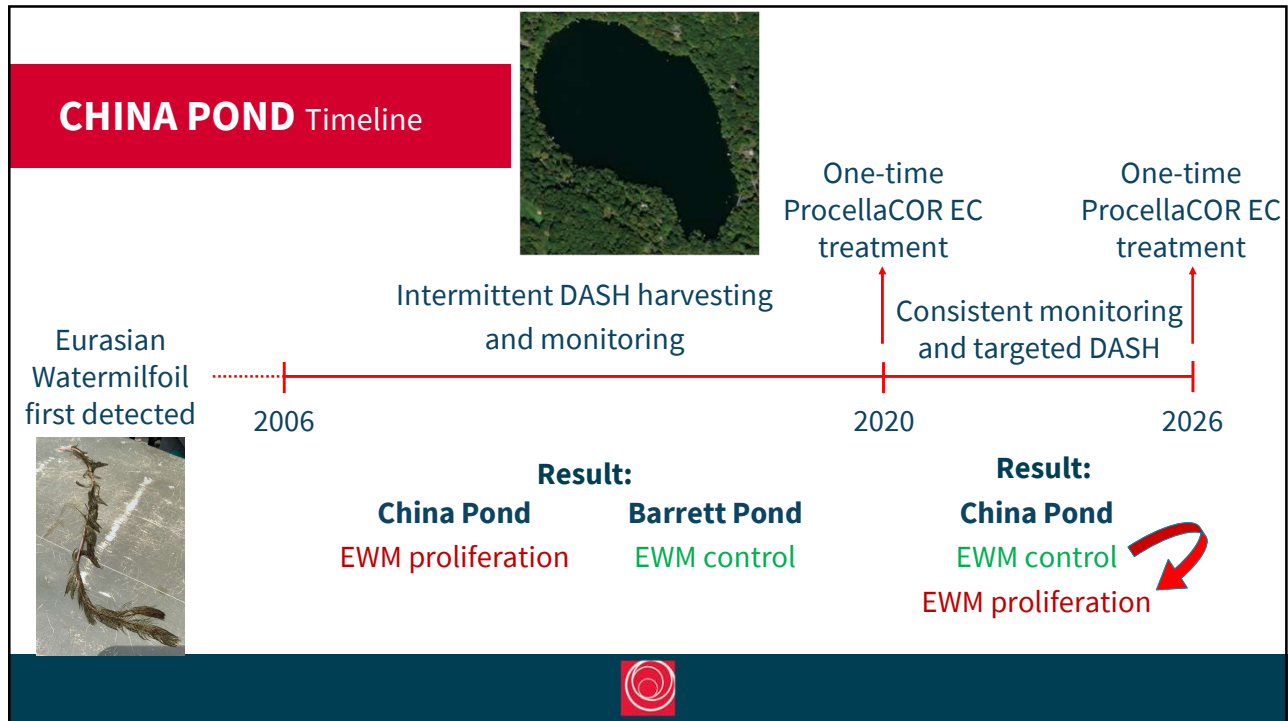 CHINA POND Timeline
One-time
ProcellaCOR EC
treatment
One-time
ProcellaCOR EC
treatment
Intermittent DASH harvesting
and monitoring
Consistent monitoring
and targeted DASH
Eurasian
Watermilfoil
first detected
2006
2020
2026
Result:
China Pond
EWM proliferation
Barrett Pond
EWM control
Result:
China Pond
EWM control
EWM proliferation